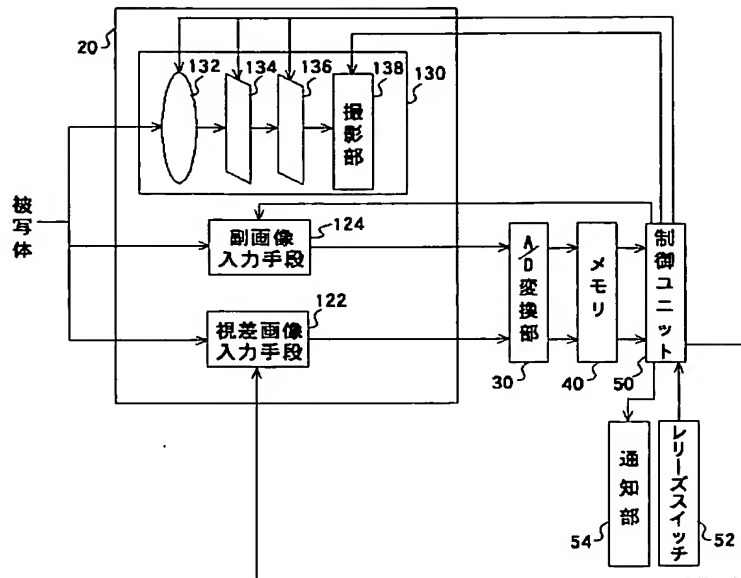 20
132
134
136
138
130
撮影部
被写体
副画像
入力手段
124
視差画像
入力手段
122
A/D変換部
30
メモリ
40
制御ユニット
50
通知部
54
レリーズスイッチ
52